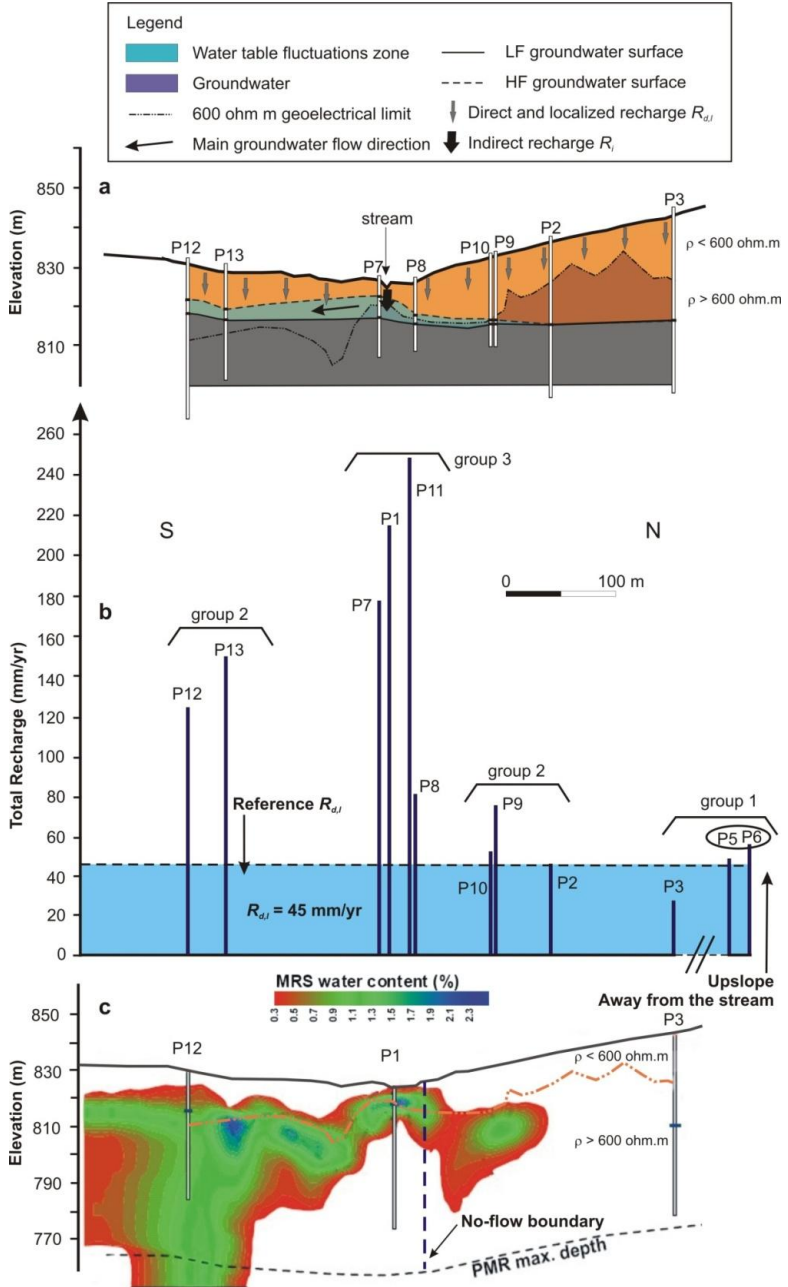 Legend
Water table fluctuations zone
LF groundwater surface
Groundwater
HF groundwater surface
600 ohm m geoelectrical limit
Direct and localized recharge Rd,l
Main groundwater flow direction
Indirect recharge Ri
a
Elevation (m)
850
830
810
P12
P13
stream
P7
P8
P10
P9
P2
P3
ρ < 600 ohm.m
ρ > 600 ohm.m
b
Total Recharge (mm/yr)
260
240
220
200
180
160
140
120
100
80
60
40
20
0
S
N
0
100 m
group 3
P11
P1
P7
group 2
P13
P12
P8
group 2
P9
P10
P2
group 1
P5
P6
P3
Reference Rd,l
Rd,l = 45 mm/yr
Upslope
Away from the stream
c
MRS water content (%)
0.3
0.5
0.7
0.9
1.1
1.3
1.5
1.7
1.9
2.1
2.3
Elevation (m)
850
830
810
790
770
P12
P1
P3
ρ < 600 ohm.m
ρ > 600 ohm.m
No-flow boundary
PMR max. depth